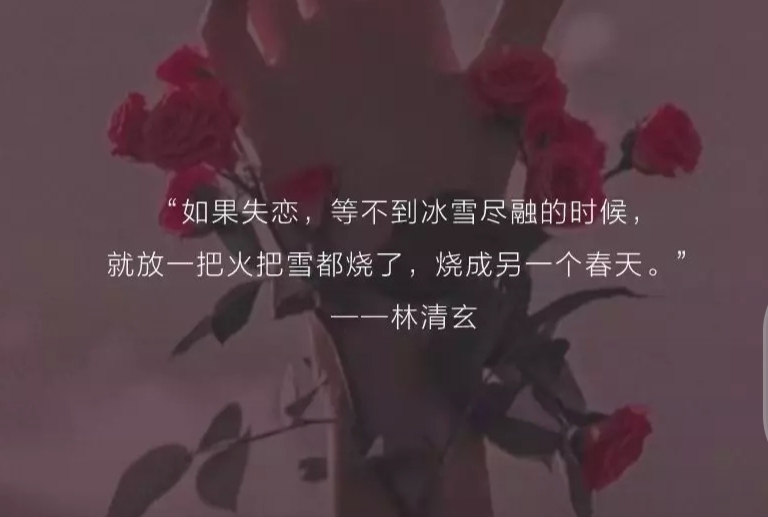 “如果失恋，等不到冰雪尽融的时候，
就放一把火把雪都烧了，烧成另一个春天。”
——林清玄